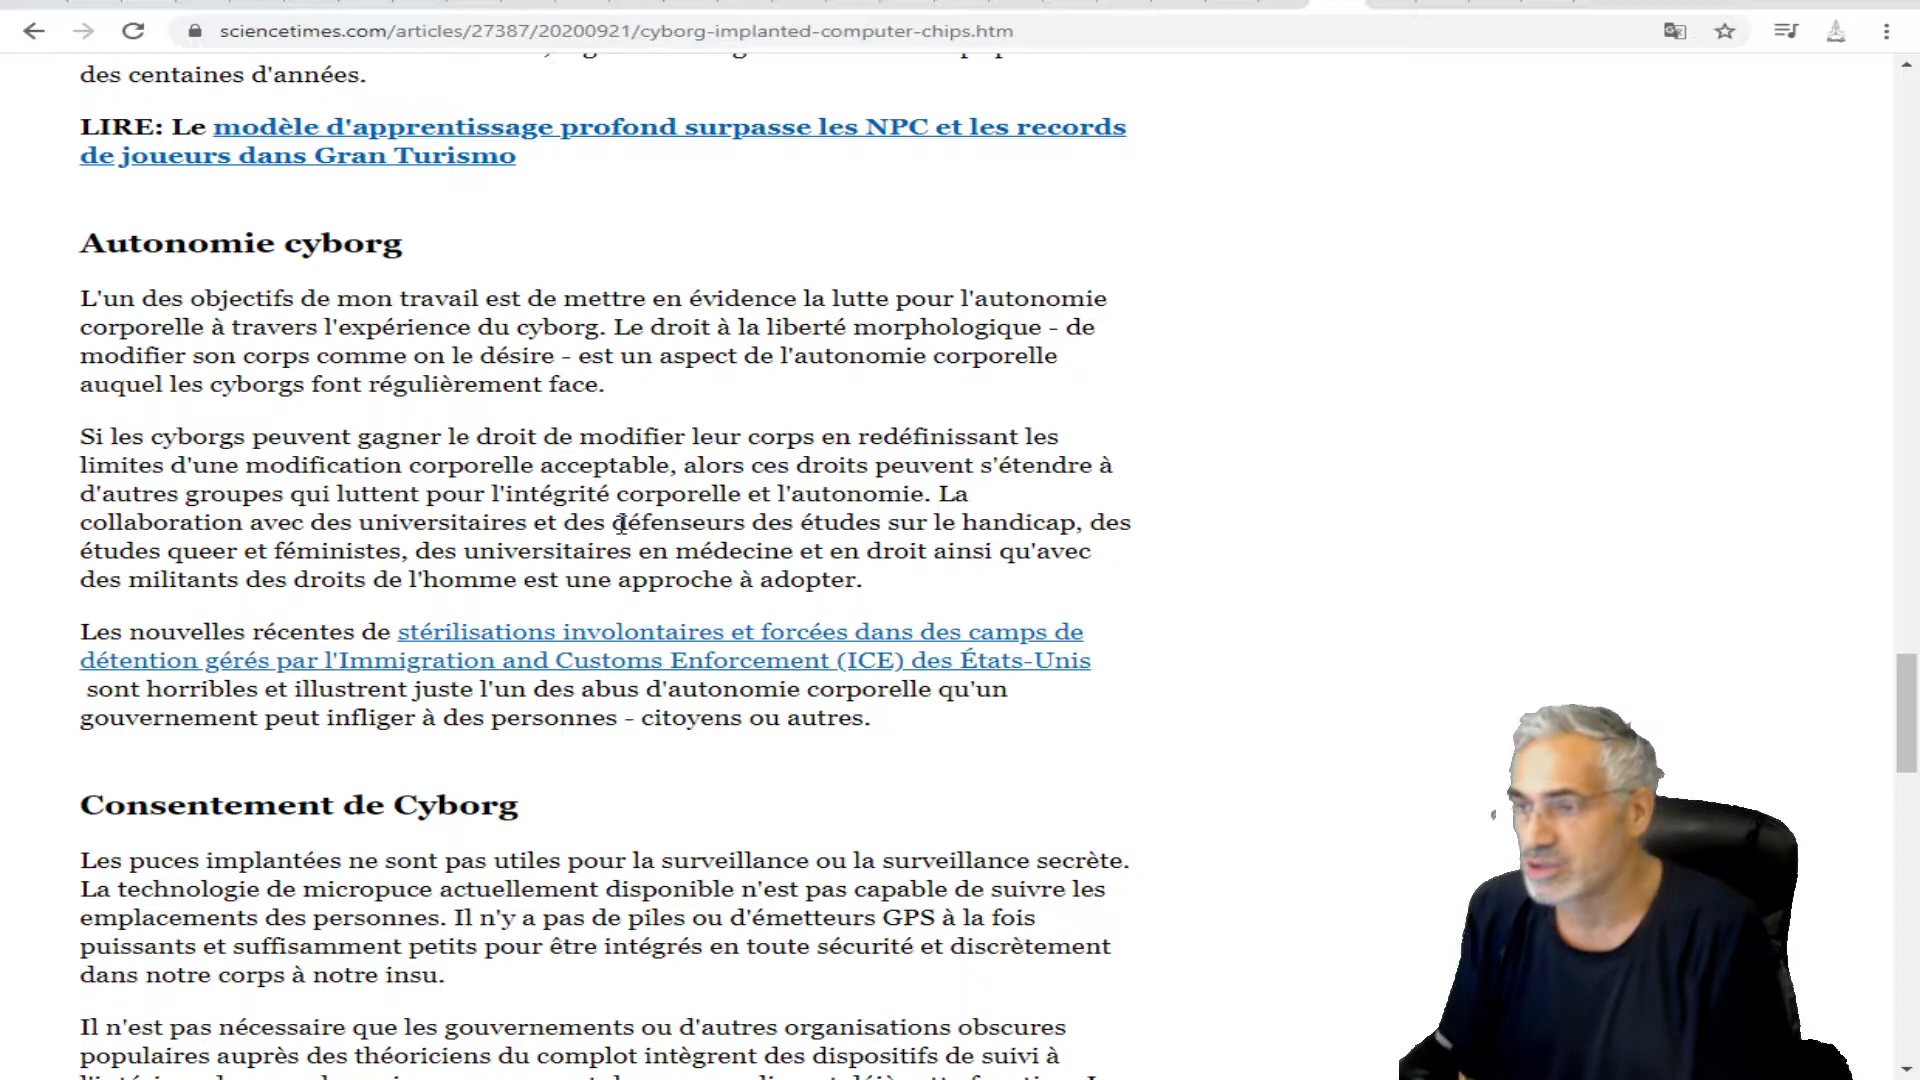 sciencetimes.com/articles/27387/20200921/cyborg-implanted-computer-chips.htm
des centaines d'années.
LIRE: Le modèle d'apprentissage profond surpasse les NPC et les records
de joueurs dans Gran Turismo
Autonomie cyborg
L'un des objectifs de mon travail est de mettre en évidence la lutte pour l'autonomie
corporelle à travers l'expérience du cyborg. Le droit à la liberté morphologique - de
modifier son corps comme on le désire - est un aspect de l'autonomie corporelle
auquel les cyborgs font régulièrement face.
Si les cyborgs peuvent gagner le droit de modifier leur corps en redéfinissant les
limites d'une modification corporelle acceptable, alors ces droits peuvent s'étendre à
d'autres groupes qui luttent pour l'intégrité corporelle et l'autonomie. La
collaboration avec des universitaires et des défenseurs des études sur le handicap, des
études queer et féministes, des universitaires en médecine et en droit ainsi qu'avec
des militants des droits de l'homme est une approche à adopter.
Les nouvelles récentes de stérilisations involontaires et forcées dans des camps de
détention gérés par l'Immigration and Customs Enforcement (ICE) des États-Unis
sont horribles et illustrent juste l'un des abus d'autonomie corporelle qu'un
gouvernement peut infliger à des personnes - citoyens ou autres.
Consentement de Cyborg
Les puces implantées ne sont pas utiles pour la surveillance ou la surveillance secrète.
La technologie de micropuce actuellement disponible n'est pas capable de suivre les
emplacements des personnes. Il n'y a pas de piles ou d'émetteurs GPS à la fois
puissants et suffisamment petits pour être intégrés en toute sécurité et discrètement
dans notre corps à notre insu.
Il n'est pas nécessaire que les gouvernements ou d'autres organisations obscures
populaires auprès des théoriciens du complot intègrent des dispositifs de suivi à